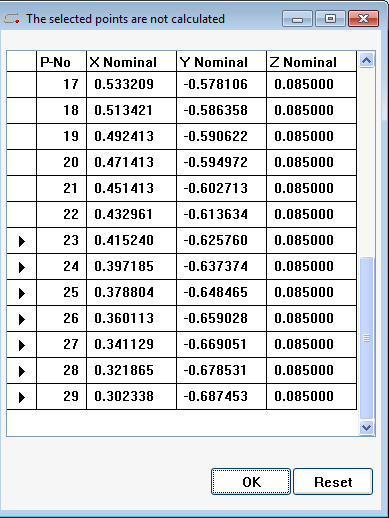 The selected points are not calculated
P-No X Nominal Y Nominal Z Nominal
17 0.533209 -0.578106 0.085000
18 0.513421 -0.586358 0.085000
19 0.492413 -0.590622 0.085000
20 0.471413 -0.594972 0.085000
21 0.451413 -0.602713 0.085000
22 0.432961 -0.613634 0.085000
23 0.415240 -0.625760 0.085000
24 0.397185 -0.637374 0.085000
25 0.378804 -0.648465 0.085000
26 0.360113 -0.659028 0.085000
27 0.341129 -0.669051 0.085000
28 0.321865 -0.678531 0.085000
29 0.302338 -0.687453 0.085000
OK Reset